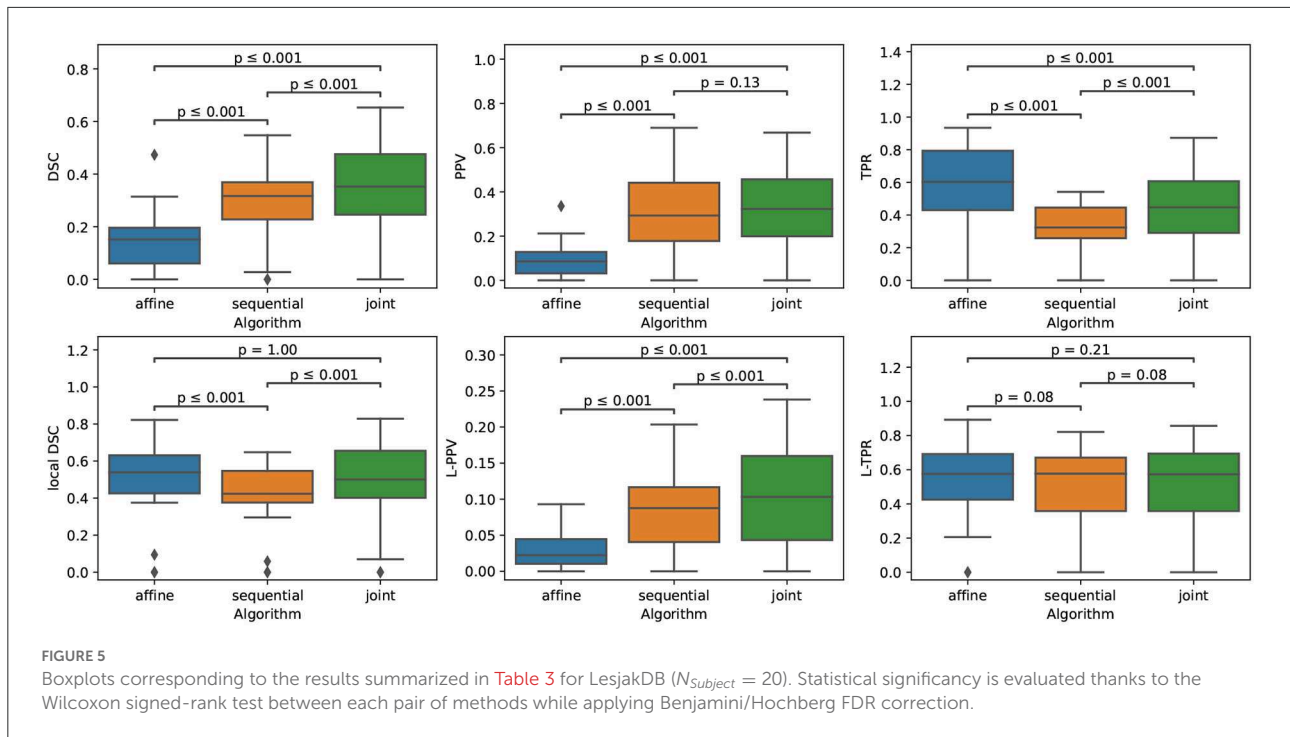 p ≤ 0.001
p ≤ 0.001
p ≤ 0.001
0.8
0.6
0.4
0.2
0.0
DSC
affine
sequential
joint
Algorithm
p ≤ 0.001
p = 0.13
p ≤ 0.001
1.0
0.8
0.6
0.4
0.2
0.0
PPV
affine
sequential
joint
Algorithm
p ≤ 0.001
p ≤ 0.001
p ≤ 0.001
1.4
1.2
1.0
0.8
0.6
0.4
0.2
0.0
TPR
affine
sequential
joint
Algorithm
p = 1.00
p ≤ 0.001
p ≤ 0.001
1.2
1.0
0.8
0.6
0.4
0.2
0.0
local DSC
affine
sequential
joint
Algorithm
p ≤ 0.001
p ≤ 0.001
p ≤ 0.001
0.30
0.25
0.20
0.15
0.10
0.05
0.00
L-PPV
affine
sequential
joint
Algorithm
p = 0.21
p = 0.08
p = 0.08
1.2
1.0
0.8
0.6
0.4
0.2
0.0
L-TPR
affine
sequential
joint
Algorithm
FIGURE 5
Boxplots corresponding to the results summarized in Table 3 for LesjakDB (N_Subject = 20). Statistical significancy is evaluated thanks to the
Wilcoxon signed-rank test between each pair of methods while applying Benjamini/Hochberg FDR correction.